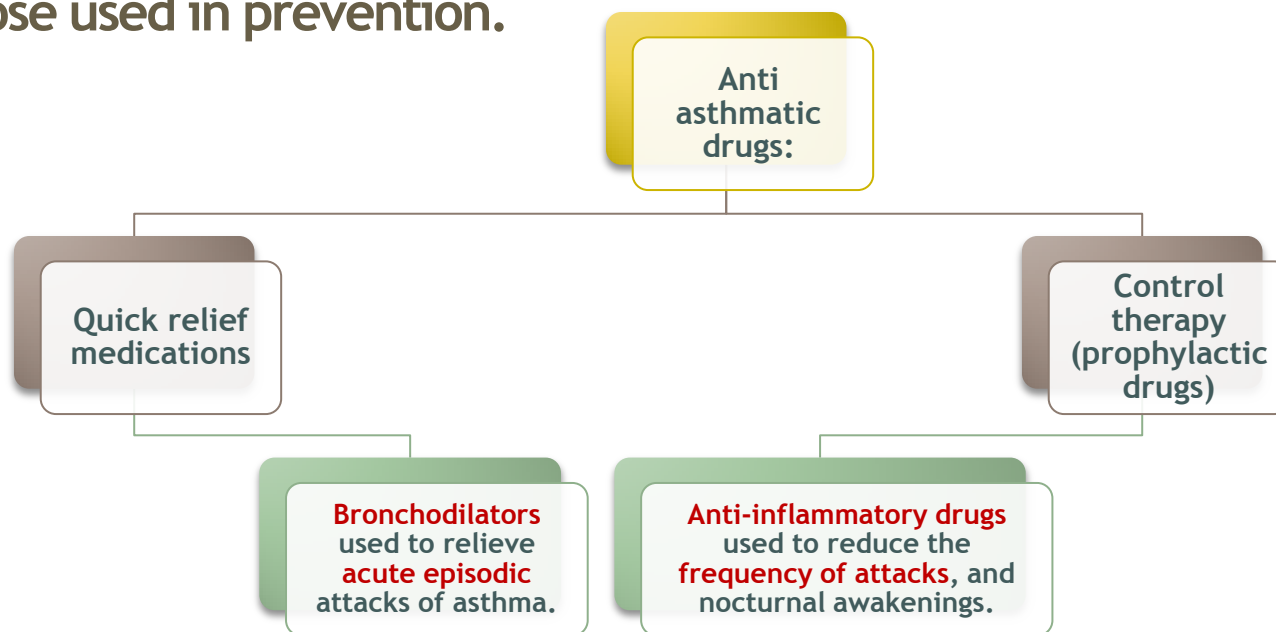 used in prevention.
Anti
asthmatic
drugs:
Quick relief
medications
Control
therapy
(prophylactic
drugs)
Bronchodilators
used to relieve
acute episodic
attacks of asthma.
Anti-inflammatory drugs
used to reduce the
frequency of attacks, and
nocturnal awakenings.